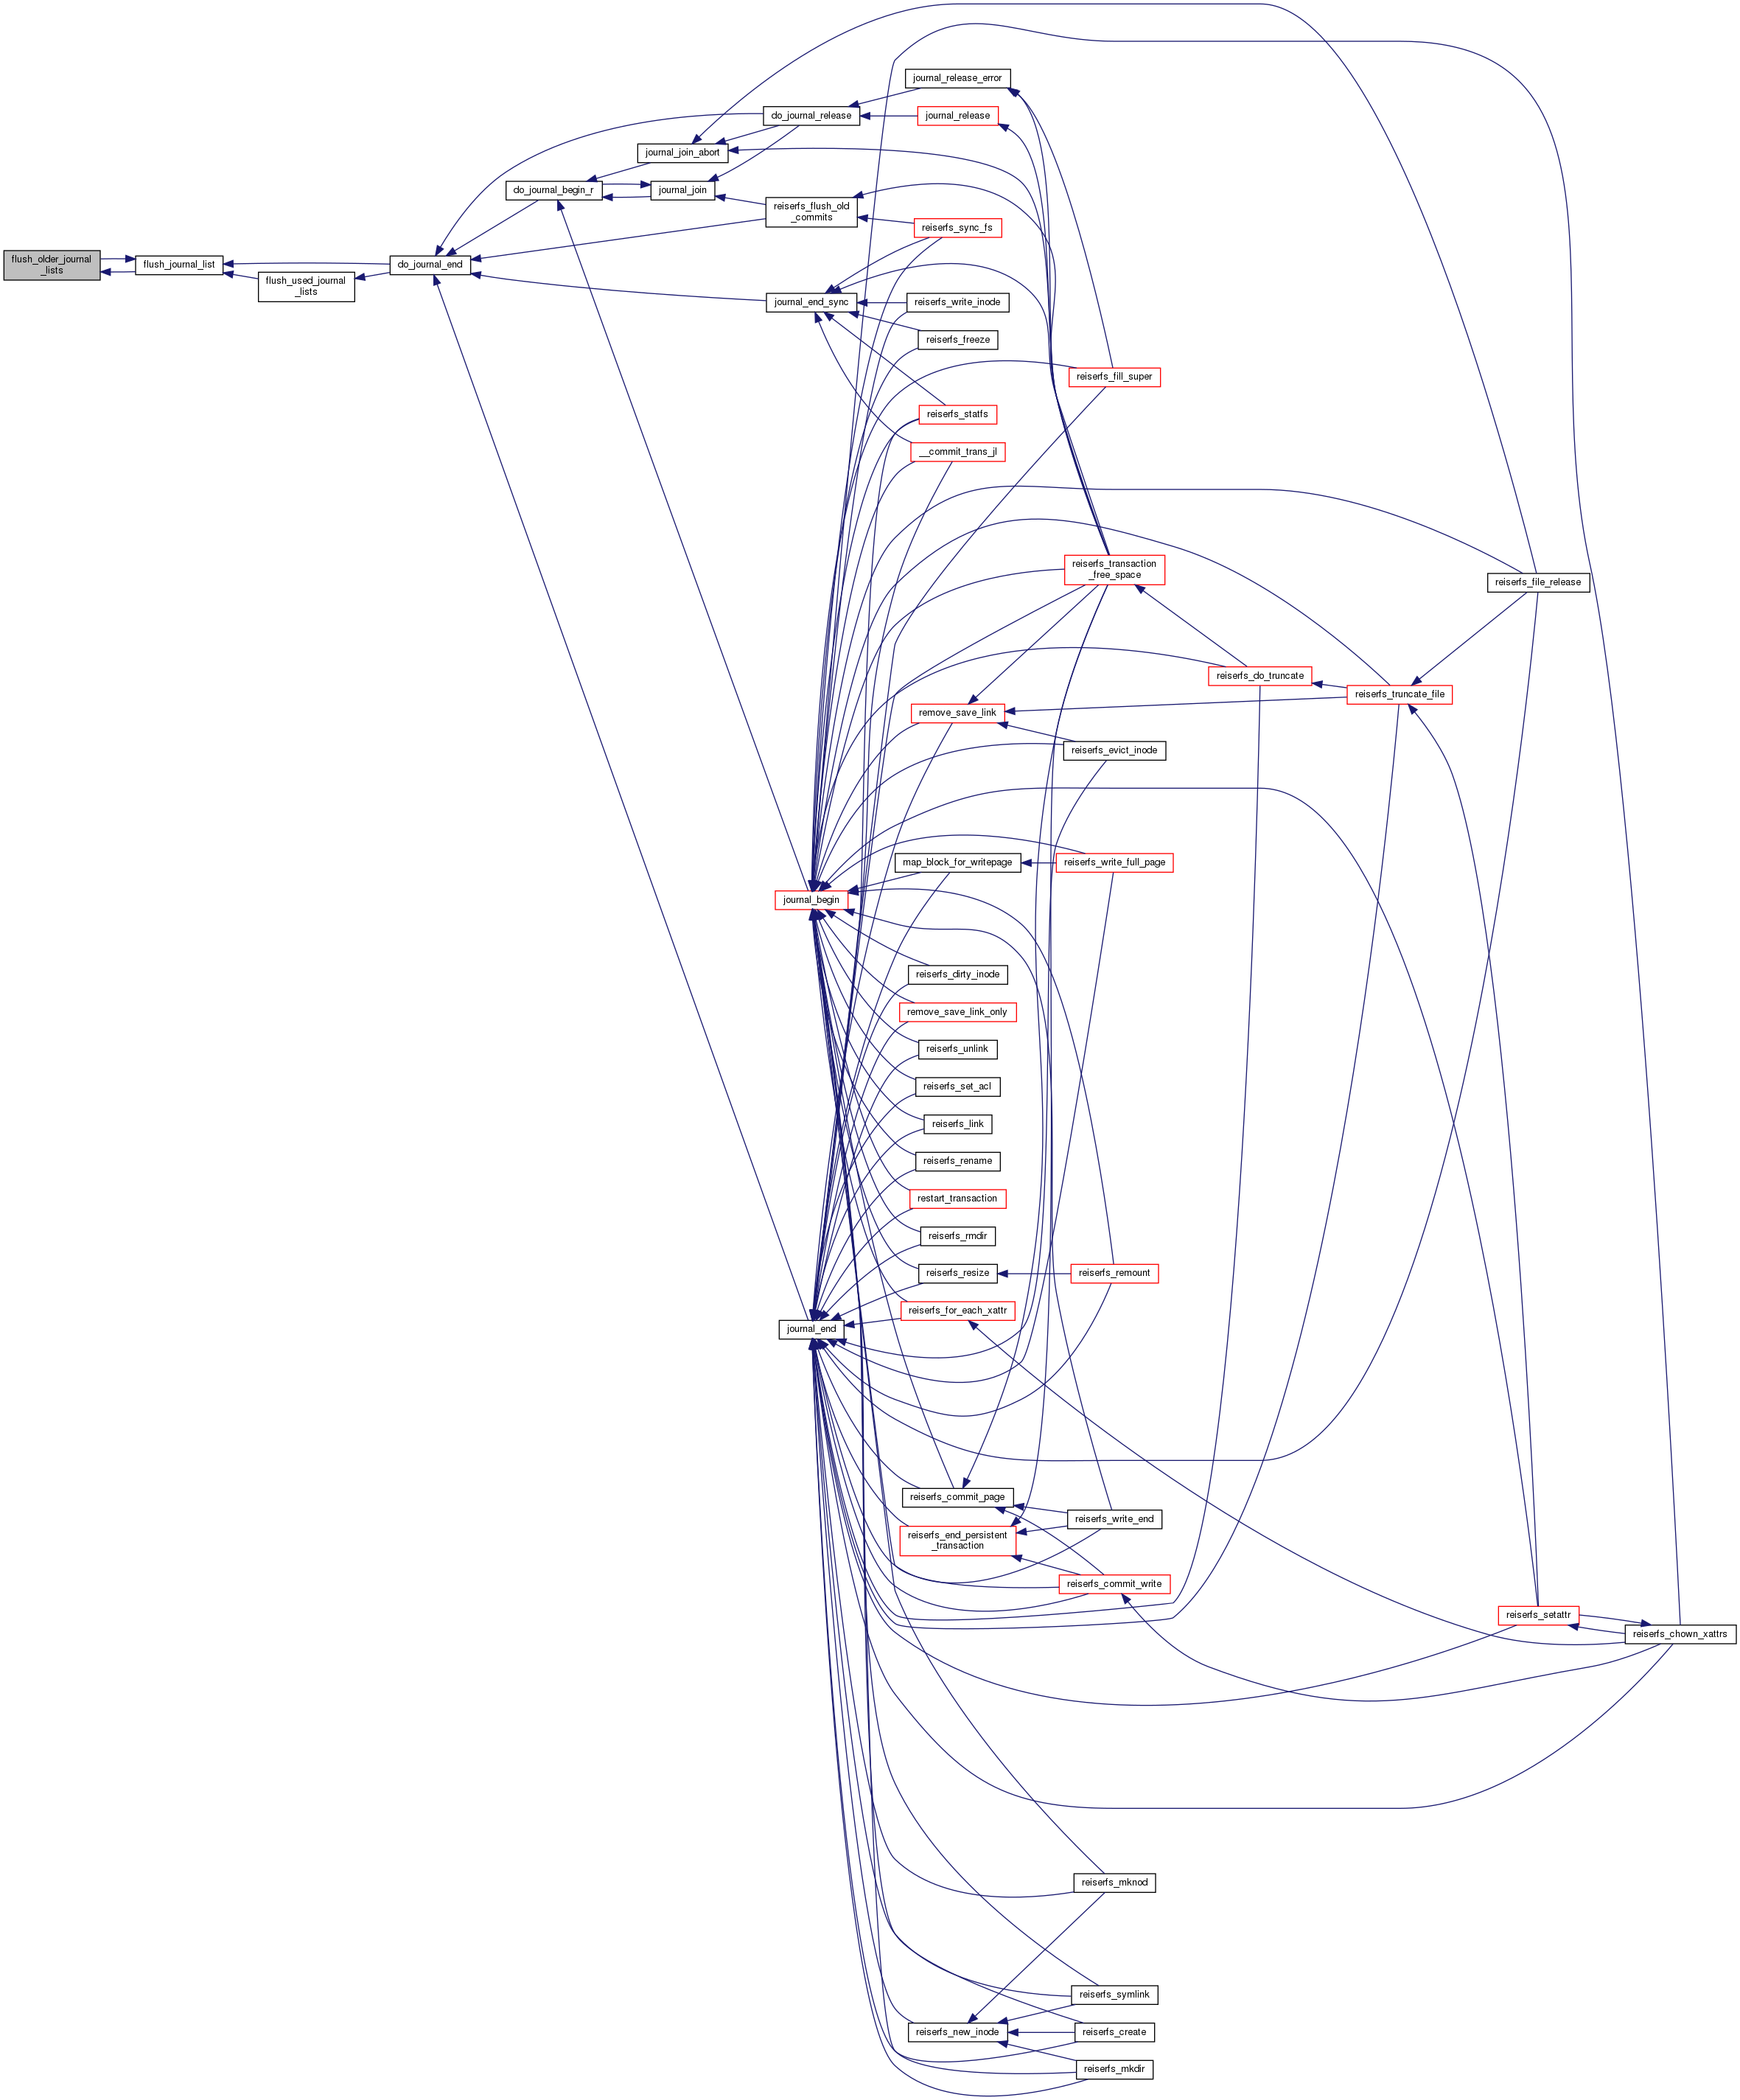 journal_release_error
do_journal_release
journal_release
journal_join_abort
do_journal_begin_r
journal_join
reiserfs_flush_old
_commits
reiserfs_sync_fs
flush_older_journal
_lists
flush_journal_list
do_journal_end
flush_used_journal
_lists
journal_end_sync
reiserfs_write_inode
reiserfs_freeze
reiserfs_fill_super
reiserfs_statfs
__commit_trans_jl
reiserfs_transaction
_free_space
reiserfs_file_release
reiserfs_do_truncate
reiserfs_truncate_file
remove_save_link
reiserfs_evict_inode
map_block_for_writepage
reiserfs_write_full_page
journal_begin
reiserfs_dirty_inode
remove_save_link_only
reiserfs_unlink
reiserfs_set_acl
reiserfs_link
reiserfs_rename
restart_transaction
reiserfs_rmdir
reiserfs_resize
reiserfs_remount
reiserfs_for_each_xattr
journal_end
reiserfs_commit_page
reiserfs_write_end
reiserfs_end_persistent
_transaction
reiserfs_commit_write
reiserfs_setattr
reiserfs_chown_xattrs
reiserfs_mknod
reiserfs_symlink
reiserfs_new_inode
reiserfs_create
reiserfs_mkdir